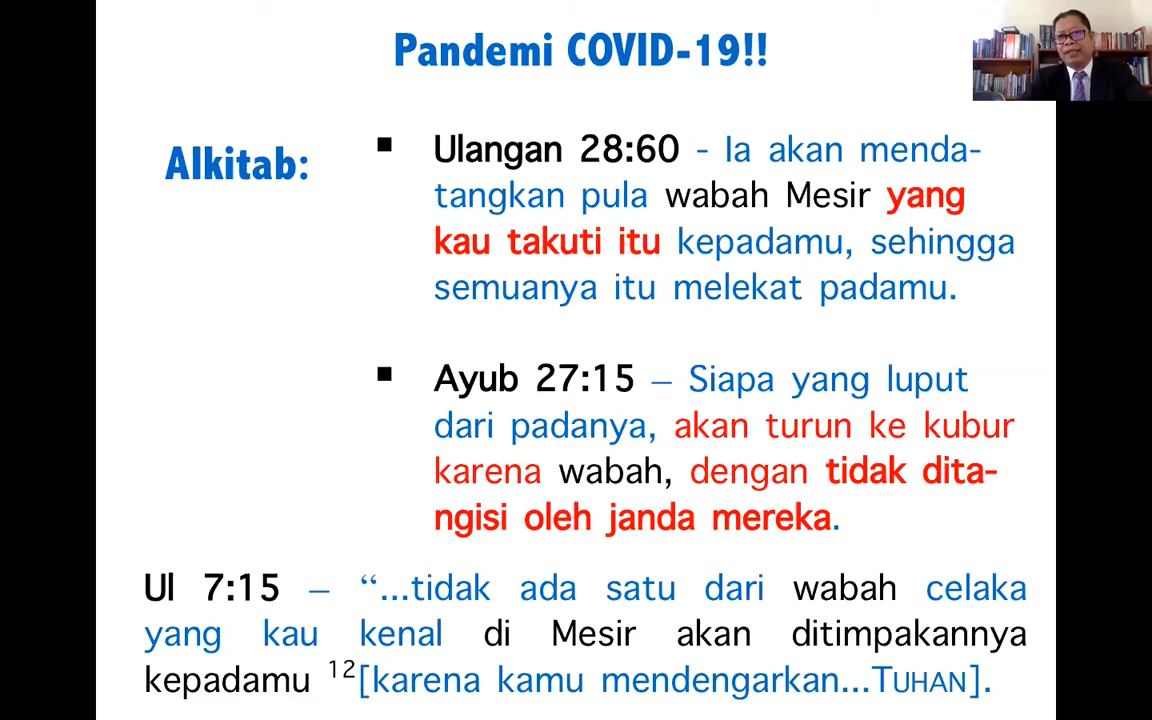 Pandemi COVID-19!!
Alkitab:
▪ Ulangan 28:60 - Ia akan menda-
tangkan pula wabah Mesir yang
kau takuti itu kepadamu, sehingga
semuanya itu melekat padamu.
▪ Ayub 27:15 – Siapa yang luput
dari padanya, akan turun ke kubur
karena wabah, dengan tidak dita-
ngisi oleh janda mereka.
Ul 7:15 – “...tidak ada satu dari wabah celaka
yang kau kenal di Mesir akan ditimpakannya
kepadamu ¹²[karena kamu mendengarkan...TUHAN].